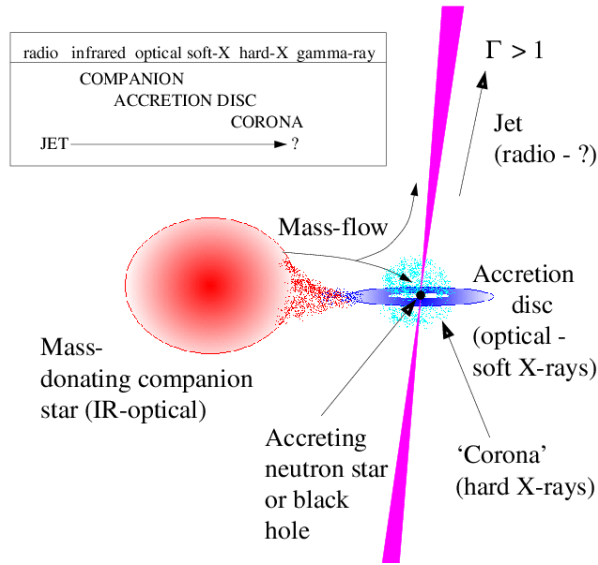 radio infrared optical soft-X hard-X gamma-ray
COMPANION
ACCRETION DISC
CORONA
JET ?
Γ > 1
Jet
(radio - ?)
Mass-flow
Accretion
disc
(optical -
soft X-rays)
Mass-
donating companion
star (IR-optical)
Accreting
neutron star
or black
hole
‘Corona’
(hard X-rays)